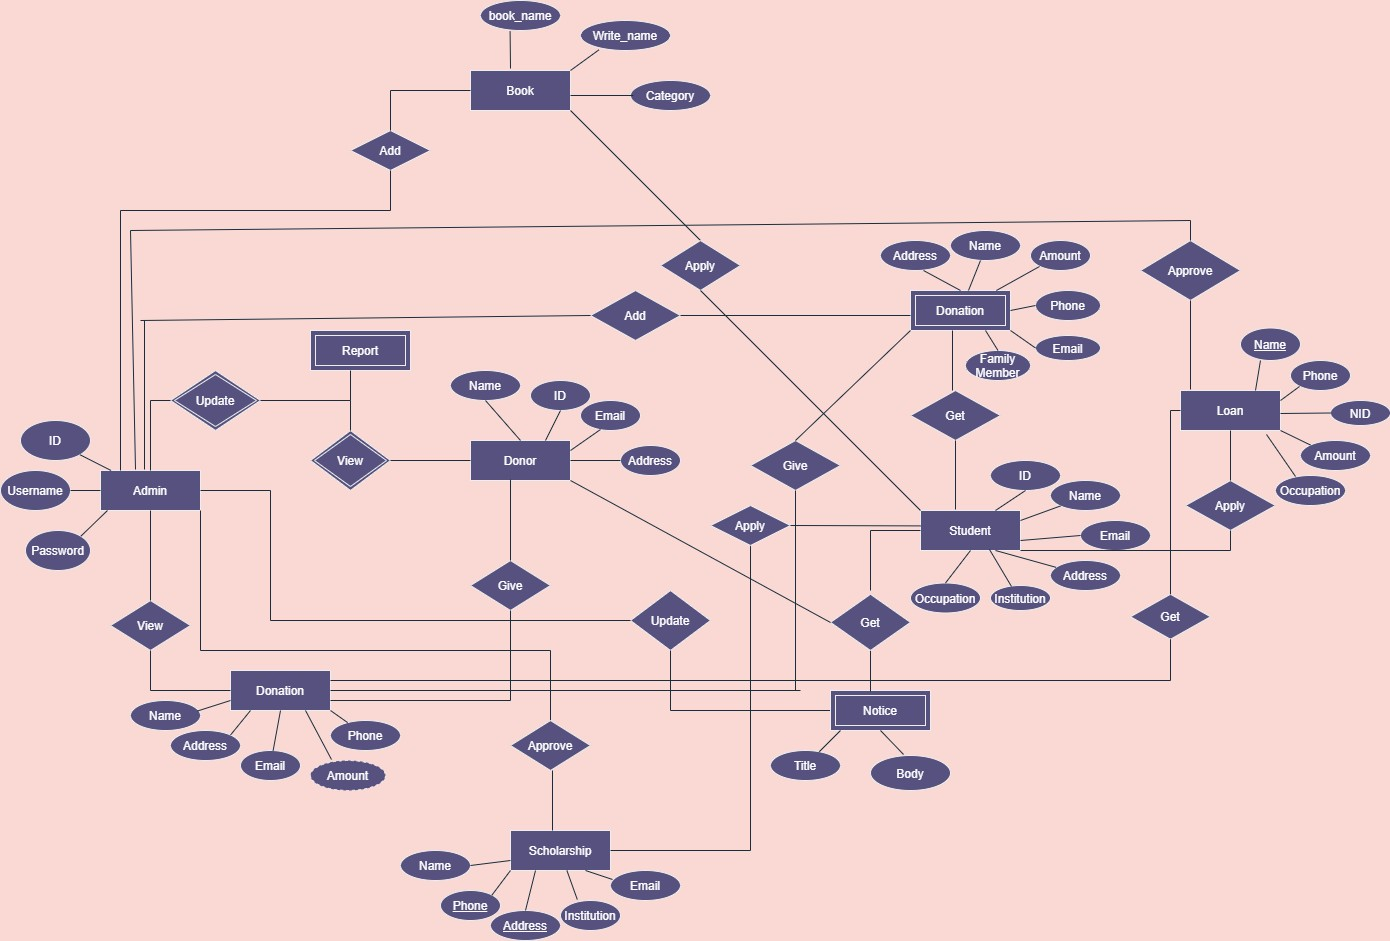 book_name
Write_name
Book
Category
Add
Apply
Address
Name
Amount
Approve
Donation
Phone
Add
Email
Family
Member
Report
Name
Phone
Update
Name
ID
Email
Get
Loan
NID
ID
View
Donor
Address
Give
Amount
Admin
Username
Password
ID
Name
Occupation
Apply
Apply
Student
Email
Address
Occupation
Institution
Give
View
Update
Get
Get
Donation
Name
Address
Email
Phone
Amount
Notice
Title
Body
Approve
Scholarship
Name
Phone
Address
Institution
Email